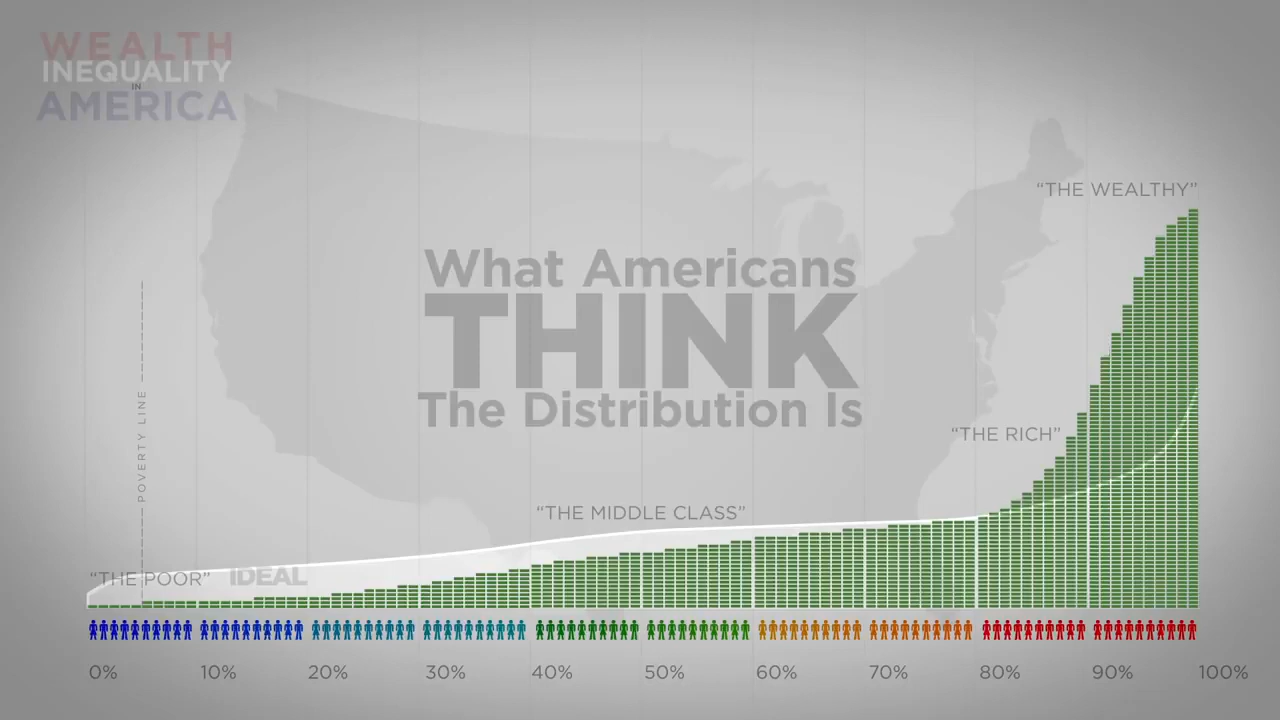 WEALTH
INEQUALITY
IN
AMERICA
“THE WEALTHY”
What Americans
THINK
The Distribution Is
POVERTY LINE
“THE RICH”
“THE MIDDLE CLASS”
“THE POOR” IDEAL
0% 10% 20% 30% 40% 50% 60% 70% 80% 90% 100%